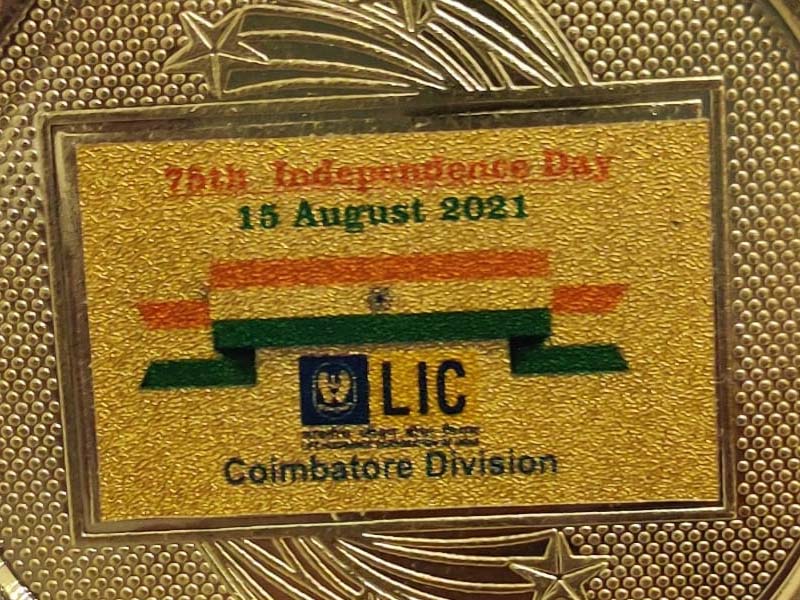 75th Independence Day
15 August 2021
LIC
Coimbatore Division